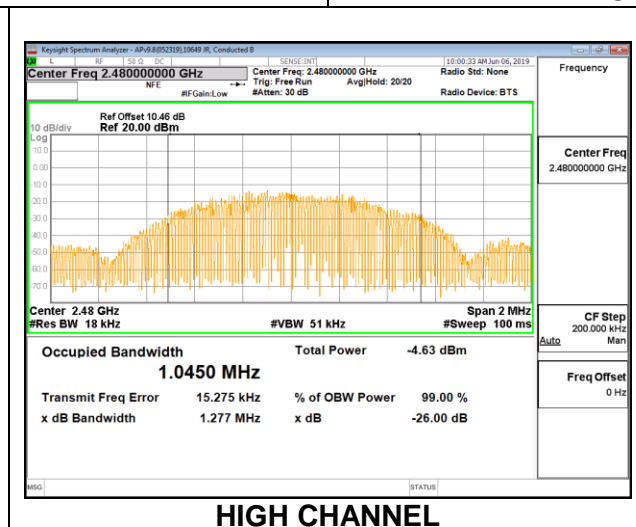 Keysight Spectrum Analyzer - APv9.8(052319),10649 JR, Conducted B
L RF 50 Ω DC SENSE:INT 10:00:33 AM Jun 06, 2019
Center Freq 2.480000000 GHz
Center Freq: 2.480000000 GHz
Radio Std: None
NFE
Trig: Free Run
Avg|Hold: 20/20
#IFGain:Low
#Atten: 30 dB
Radio Device: BTS
Frequency
Ref Offset 10.46 dB
10 dB/div
Ref 20.00 dBm
Log
10.0
0.00
-10.0
-20.0
-30.0
-40.0
-50.0
-60.0
-70.0
Center Freq
2.480000000 GHz
Center 2.48 GHz
Span 2 MHz
#Res BW 18 kHz
#VBW 51 kHz
#Sweep 100 ms
CF Step
200.000 kHz
Auto Man
Occupied Bandwidth
1.0450 MHz
Total Power -4.63 dBm
Freq Offset
0 Hz
Transmit Freq Error 15.275 kHz
% of OBW Power 99.00 %
x dB Bandwidth 1.277 MHz
x dB -26.00 dB
MSG
STATUS
HIGH CHANNEL